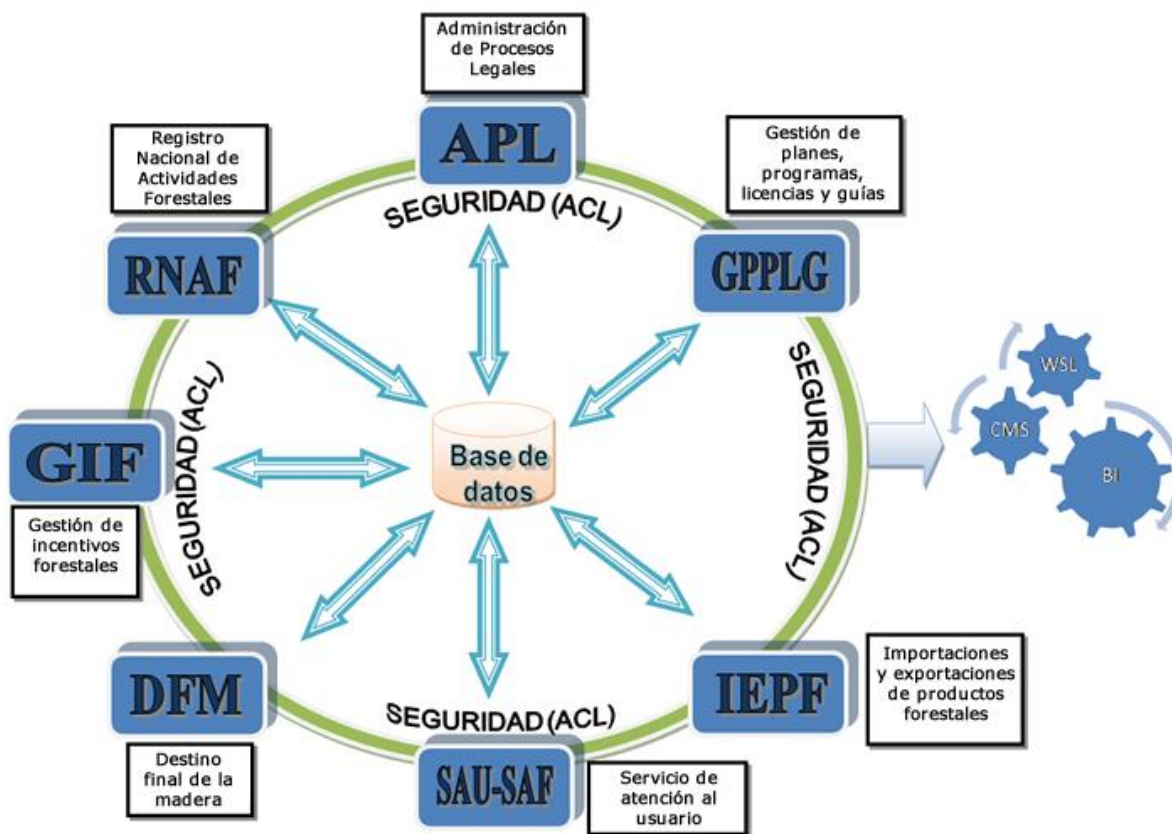 Administración
de Procesos
Legales
APL
Registro
Nacional de
Actividades
Forestales
RNAF
Gestión de
planes,
programas,
licencias y guías
GPPLG
SEGURIDAD (ACL)
SEGURIDAD (ACL)
SEGURIDAD (ACL)
WSL
CMS
BI
GIF
Gestión de
incentivos
forestales
Base de
datos
DFM
Destino
final de la
madera
SEGURIDAD (ACL)
SAU-SAF
Servicio de
atención al
usuario
IEPF
Importaciones
y exportaciones
de productos
forestales